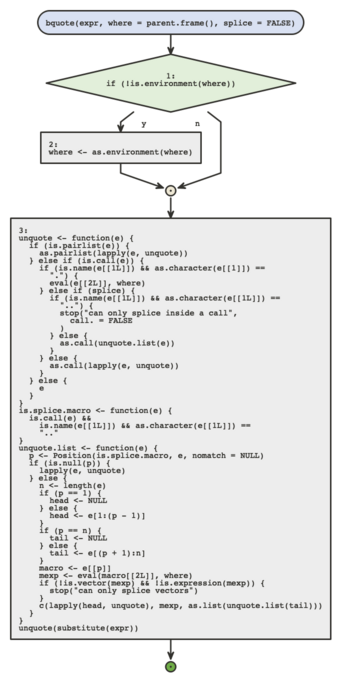 bquote(expr, where = parent.frame(), splice = FALSE)
1:
if (!is.environment(where))
y n
2:
where <- as.environment(where)
3:
unquote <- function(e) {
if (is.pairlist(e)) {
as.pairlist(lapply(e, unquote))
} else if (is.call(e)) {
if (is.name(e[[1L]]) && as.character(e[[1]]) ==
".") {
eval(e[[2L]], where)
} else if (splice) {
if (is.name(e[[1L]]) && as.character(e[[1L]]) ==
"..") {
stop("can only splice inside a call",
call. = FALSE
)
} else {
as.call(unquote.list(e))
}
} else {
as.call(lapply(e, unquote))
}
} else {
e
}
}
is.splice.macro <- function(e) {
is.call(e) &&
is.name(e[[1L]]) && as.character(e[[1L]]) ==
".."
}
unquote.list <- function(e) {
p <- Position(is.splice.macro, e, nomatch = NULL)
if (is.null(p)) {
lapply(e, unquote)
} else {
n <- length(e)
if (p == 1) {
head <- NULL
} else {
head <- e[1:(p - 1)]
}
if (p == n) {
tail <- NULL
} else {
tail <- e[(p + 1):n]
}
macro <- e[[p]]
mexp <- eval(macro[[2L]], where)
if (!is.vector(mexp) && !is.expression(mexp)) {
stop("can only splice vectors")
}
c(lapply(head, unquote), mexp, as.list(unquote.list(tail)))
}
}
unquote(substitute(expr))